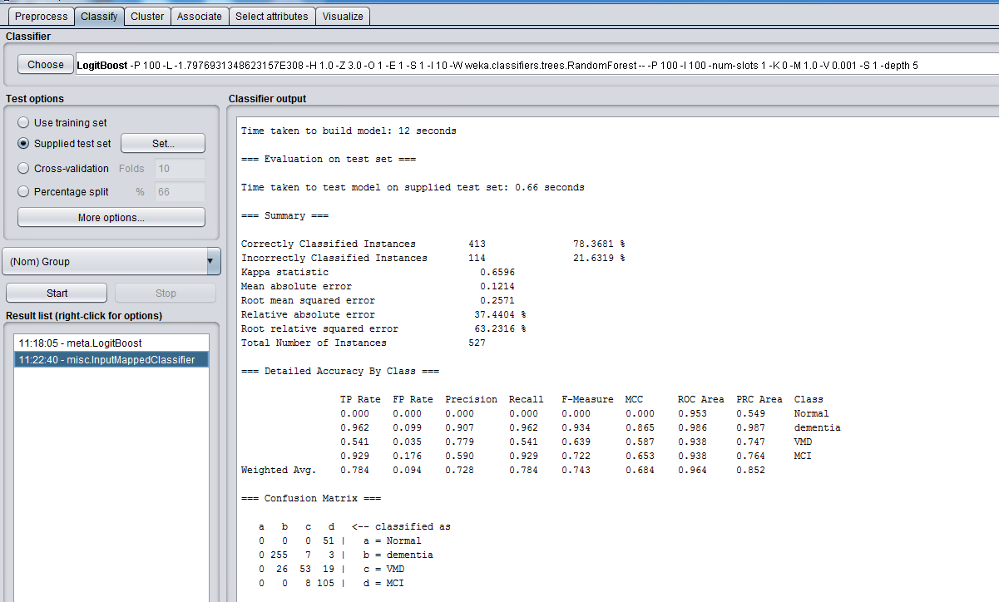 Preprocess Classify Cluster Associate Select attributes Visualize
Classifier
Choose LogitBoost -P 100 -L -1.7976931348623157E308 -H 1.0 -Z 3.0 -O 1 -E 1 -S 1 -I 10 -W weka.classifiers.trees.RandomForest -- -P 100 -I 100 -num-slots 1 -K 0 -M 1.0 -V 0.001 -S 1 -depth 5
Test options
Use training set
Supplied test set Set...
Cross-validation Folds 10
Percentage split % 66
More options...
(Nom) Group
Start Stop
Result list (right-click for options)
11:18:05 - meta.LogitBoost
11:22:40 - misc.InputMappedClassifier
Classifier output
Time taken to build model: 12 seconds
=== Evaluation on test set ===
Time taken to test model on supplied test set: 0.66 seconds
=== Summary ===
Correctly Classified Instances 413 78.3681 %
Incorrectly Classified Instances 114 21.6319 %
Kappa statistic 0.6596
Mean absolute error 0.1214
Root mean squared error 0.2571
Relative absolute error 37.4404 %
Root relative squared error 63.2316 %
Total Number of Instances 527
=== Detailed Accuracy By Class ===
TP Rate FP Rate Precision Recall F-Measure MCC ROC Area PRC Area Class
0.000 0.000 0.000 0.000 0.000 0.000 0.953 0.549 Normal
0.962 0.099 0.907 0.962 0.934 0.865 0.986 0.987 dementia
0.541 0.035 0.779 0.541 0.639 0.587 0.938 0.747 VMD
0.929 0.176 0.590 0.929 0.722 0.653 0.938 0.764 MCI
Weighted Avg. 0.784 0.094 0.728 0.784 0.743 0.684 0.964 0.852
=== Confusion Matrix ===
a b c d <-- classified as
0 0 0 51 | a = Normal
0 255 7 3 | b = dementia
0 26 53 19 | c = VMD
0 0 8 105 | d = MCI